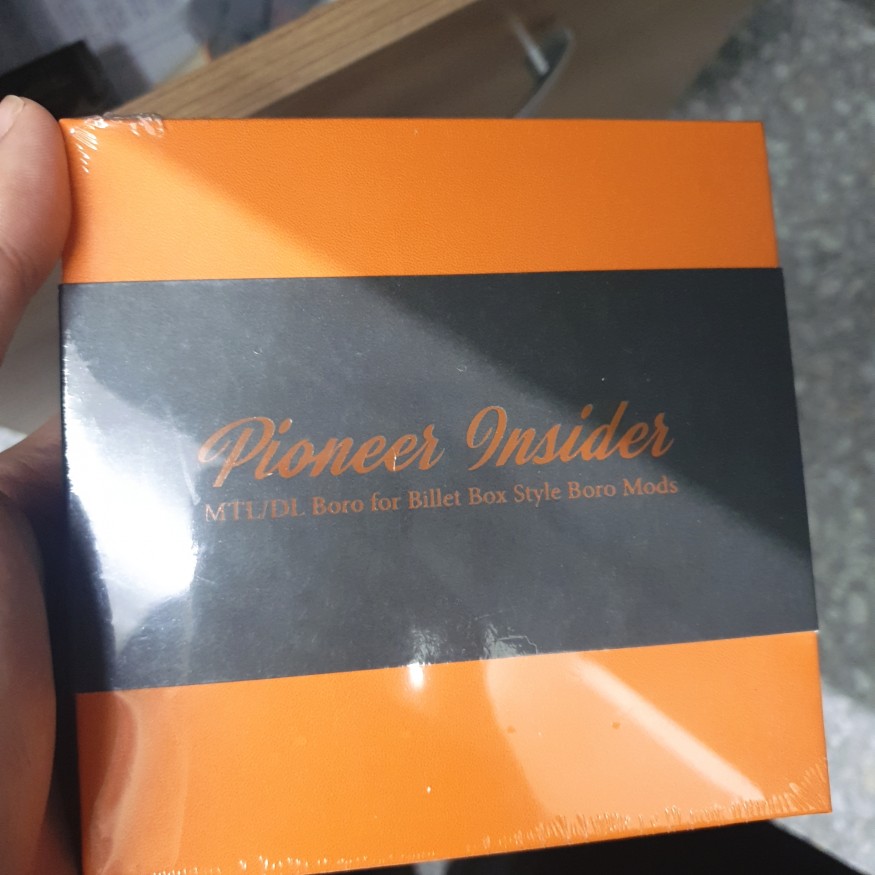 Pioneer Insider
MTL/DL Boro for Billet Box Style Boro Mods